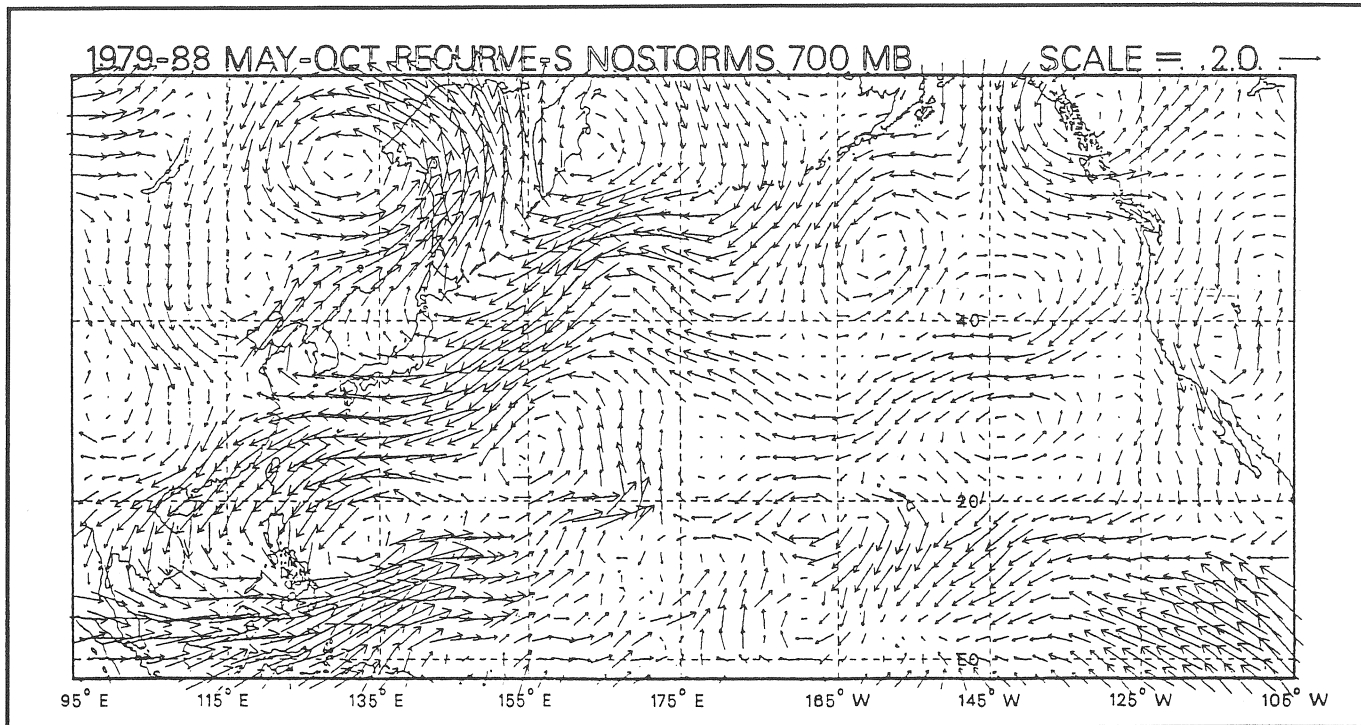 1979-88 MAY-OCT RECURVE-S NOSTORMS 700 MB SCALE = 2.0
40
20
EQ
95° E 115° E 135° E 155° E 175° E 165° W 145° W 125° W 106° W